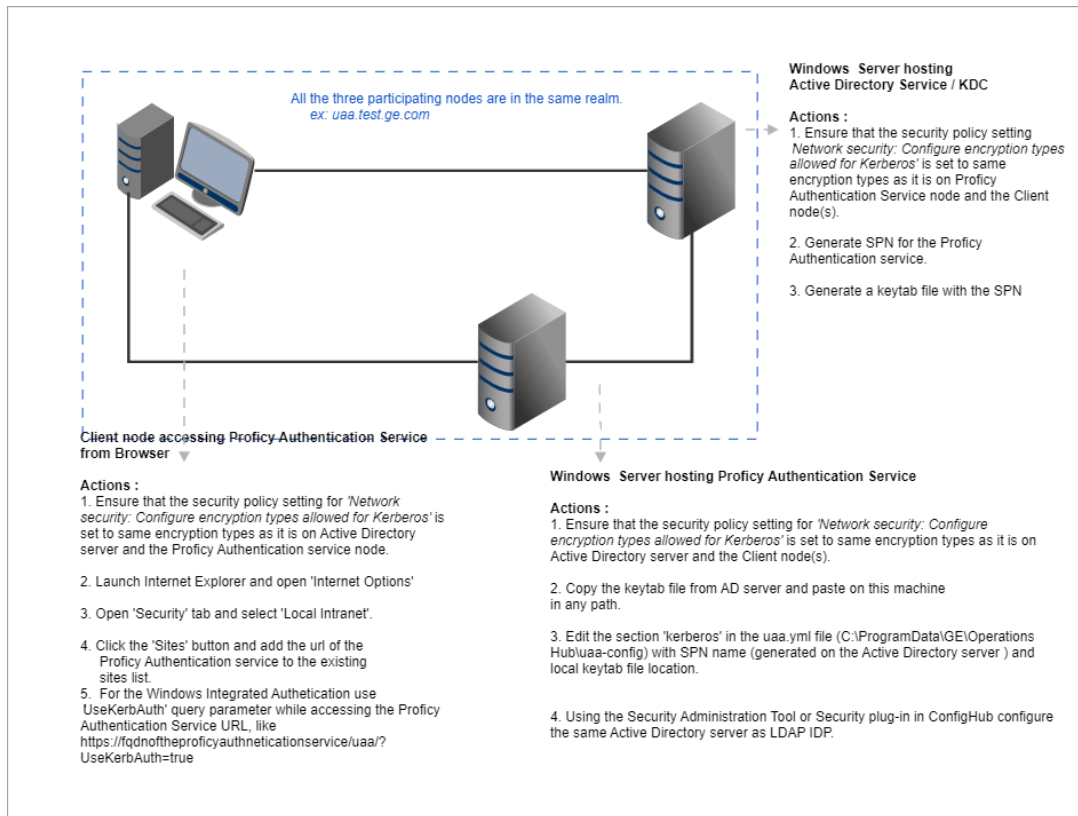 All the three participating nodes are in the same realm.
ex: uaa.test.ge.com
Windows Server hosting
Active Directory Service / KDC
Actions :
1. Ensure that the security policy setting
'Network security: Configure encryption types
allowed for Kerberos' is set to same
encryption types as it is on Proficy
Authentication Service node and the Client
node(s).
2. Generate SPN for the Proficy
Authentication service.
3. Generate a keytab file with the SPN
Client node accessing Proficy Authentication Service
from Browser
Actions :
1. Ensure that the security policy setting for 'Network
security: Configure encryption types allowed for Kerberos' is
set to same encryption types as it is on Active Directory
server and the Proficy Authentication service node.
2. Launch Internet Explorer and open 'Internet Options'
3. Open 'Security' tab and select 'Local Intranet'.
4. Click the 'Sites' button and add the url of the
Proficy Authentication service to the existing
sites list.
5. For the Windows Integrated Authetication use
UseKerbAuth' query parameter while accessing the Proficy
Authentication Service URL, like
https://fqdnoftheproficyauthneticationservice/uaa/?
UseKerbAuth=true
Windows Server hosting Proficy Authentication Service
Actions :
1. Ensure that the security policy setting for 'Network security: Configure
encryption types allowed for Kerberos' is set to same encryption types as it is on
Active Directory server and the Client node(s).
2. Copy the keytab file from AD server and paste on this machine
in any path.
3. Edit the section 'kerberos' in the uaa.yml file (C:\ProgramData\GE\Operations
Hub\uaa-config) with SPN name (generated on the Active Directory server ) and
local keytab file location.
4. Using the Security Administration Tool or Security plug-in in ConfigHub configure
the same Active Directory server as LDAP IDP.